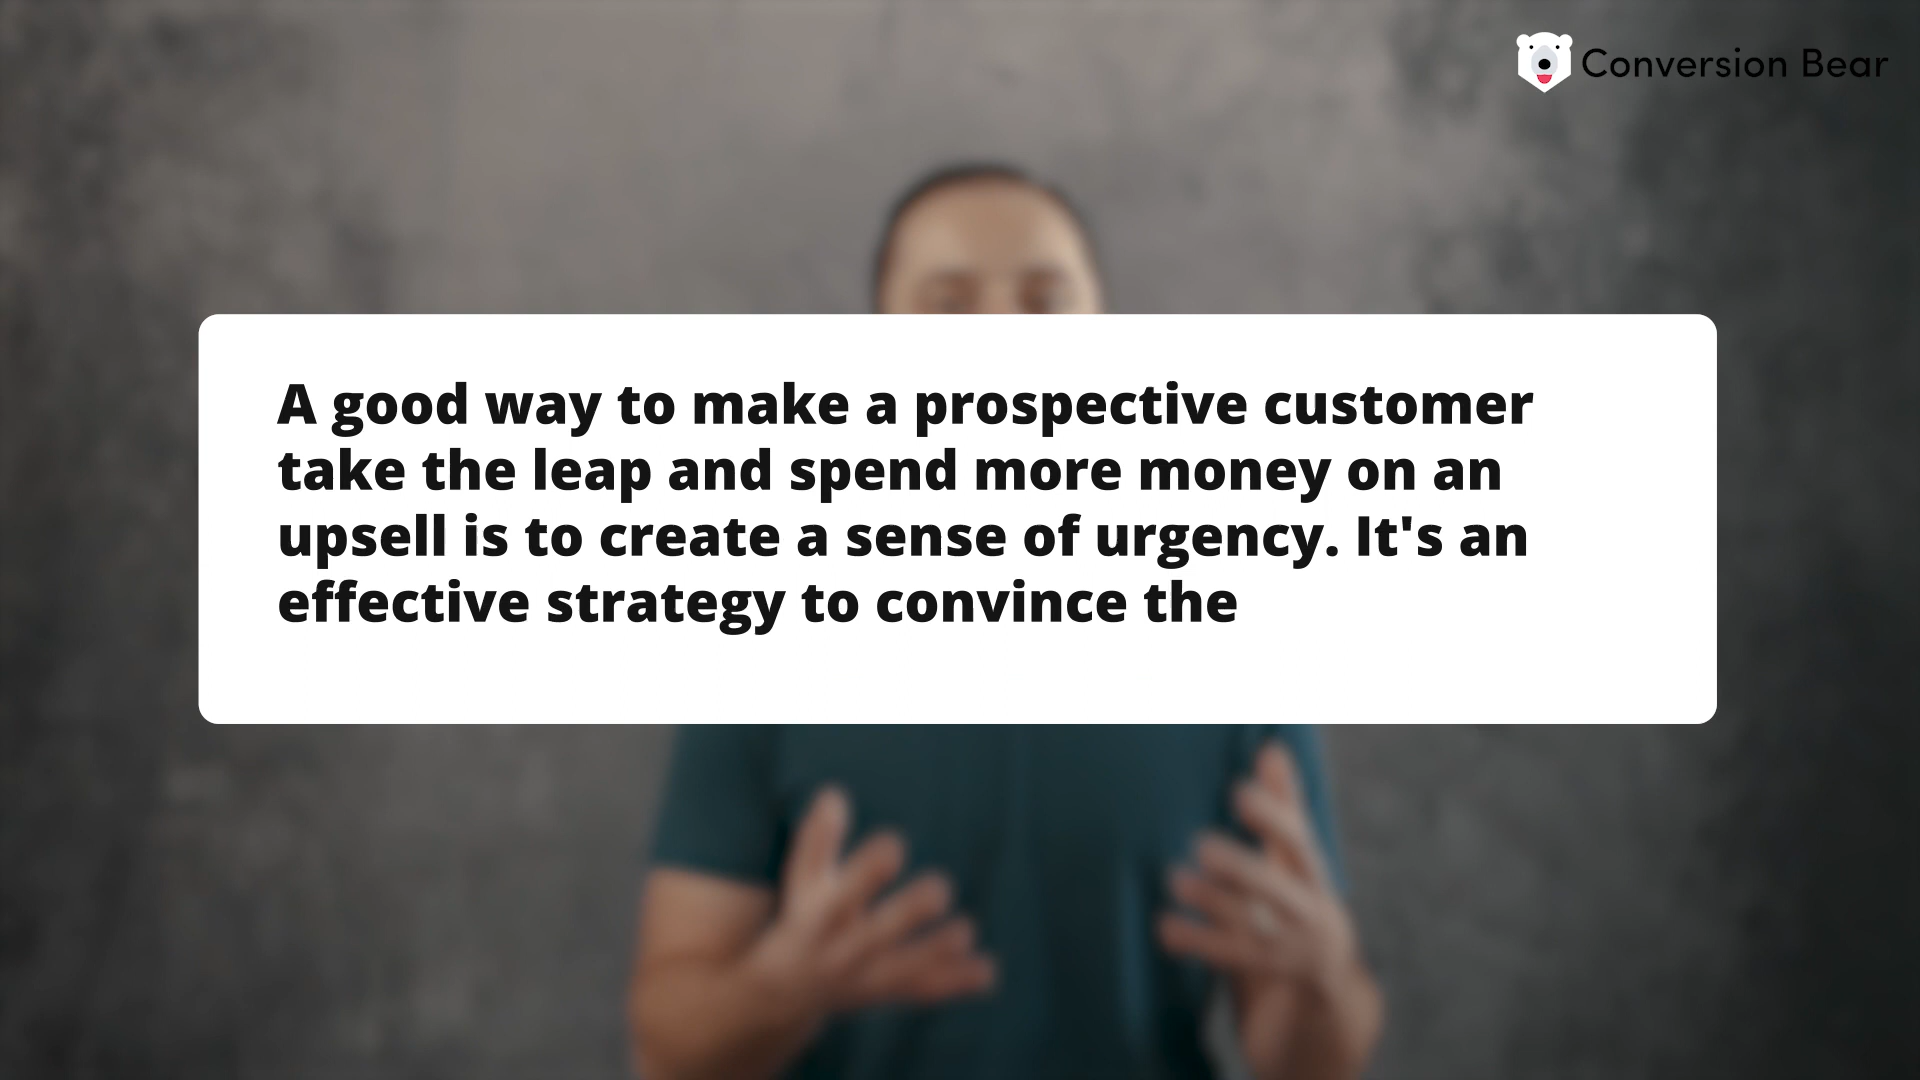 Conversion Bear
A good way to make a prospective customer
take the leap and spend more money on an
upsell is to create a sense of urgency. It's an
effective strategy to convince the